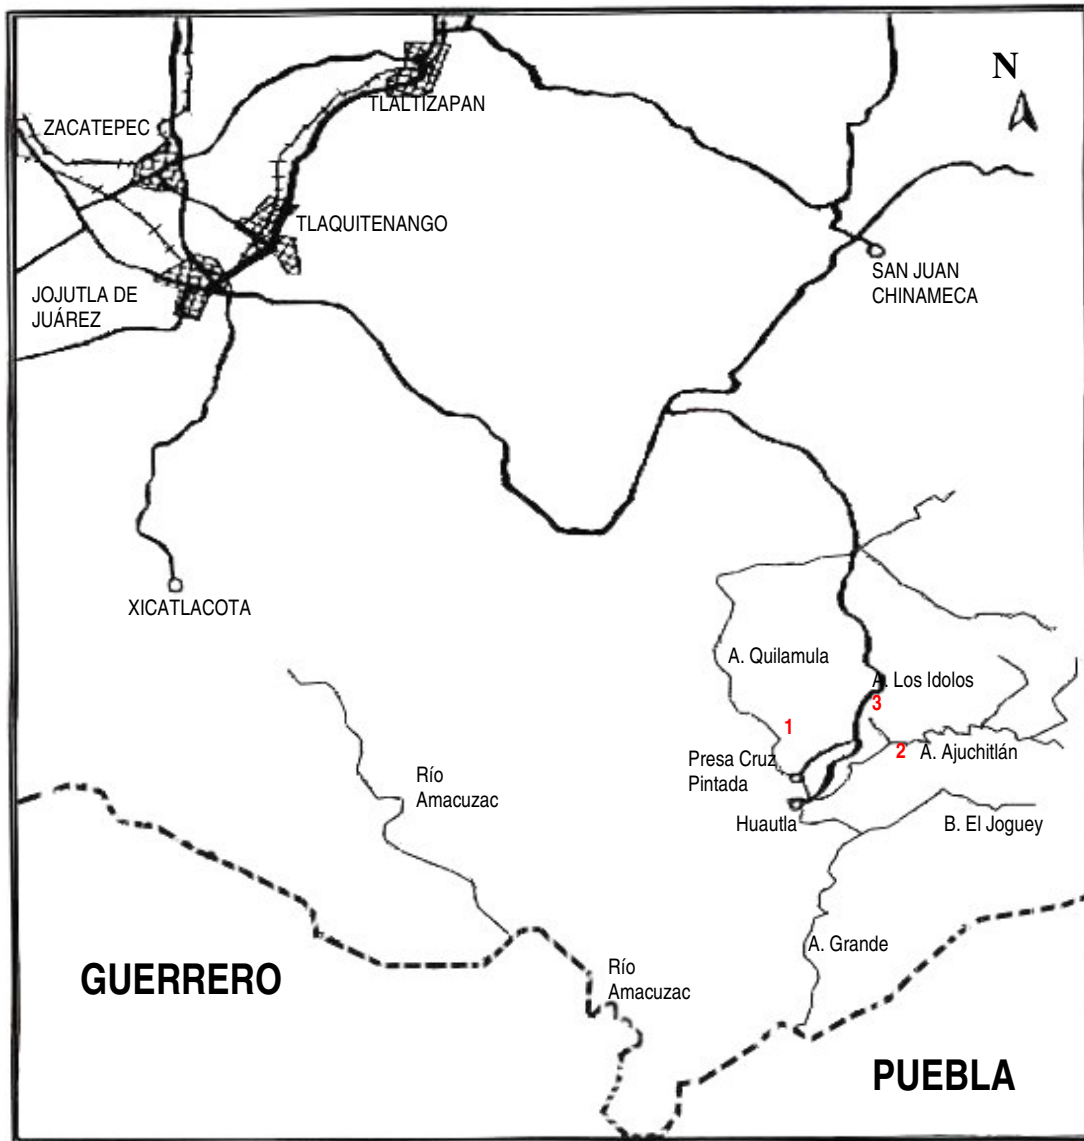 N
TLALTIZAPAN
ZACATEPEC
TLAQUITENANGO
SAN JUAN
CHINAMECA
JOJUTLA DE
JUÁREZ
XICATLACOTA
A. Quilamula
A. Los Idolos
3
1
2
A. Ajuchitlán
Presa Cruz
Pintada
Río
Amacuzac
Huautla
B. El Joguey
A. Grande
GUERRERO
Río
Amacuzac
PUEBLA